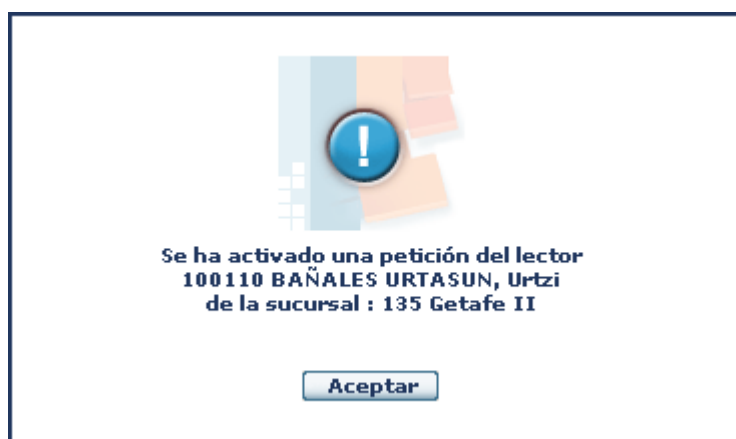 !
Se ha activado una petición del lector
100110 BAÑALES URTASUN, Urtzi
de la sucursal : 135 Getafe II
Aceptar